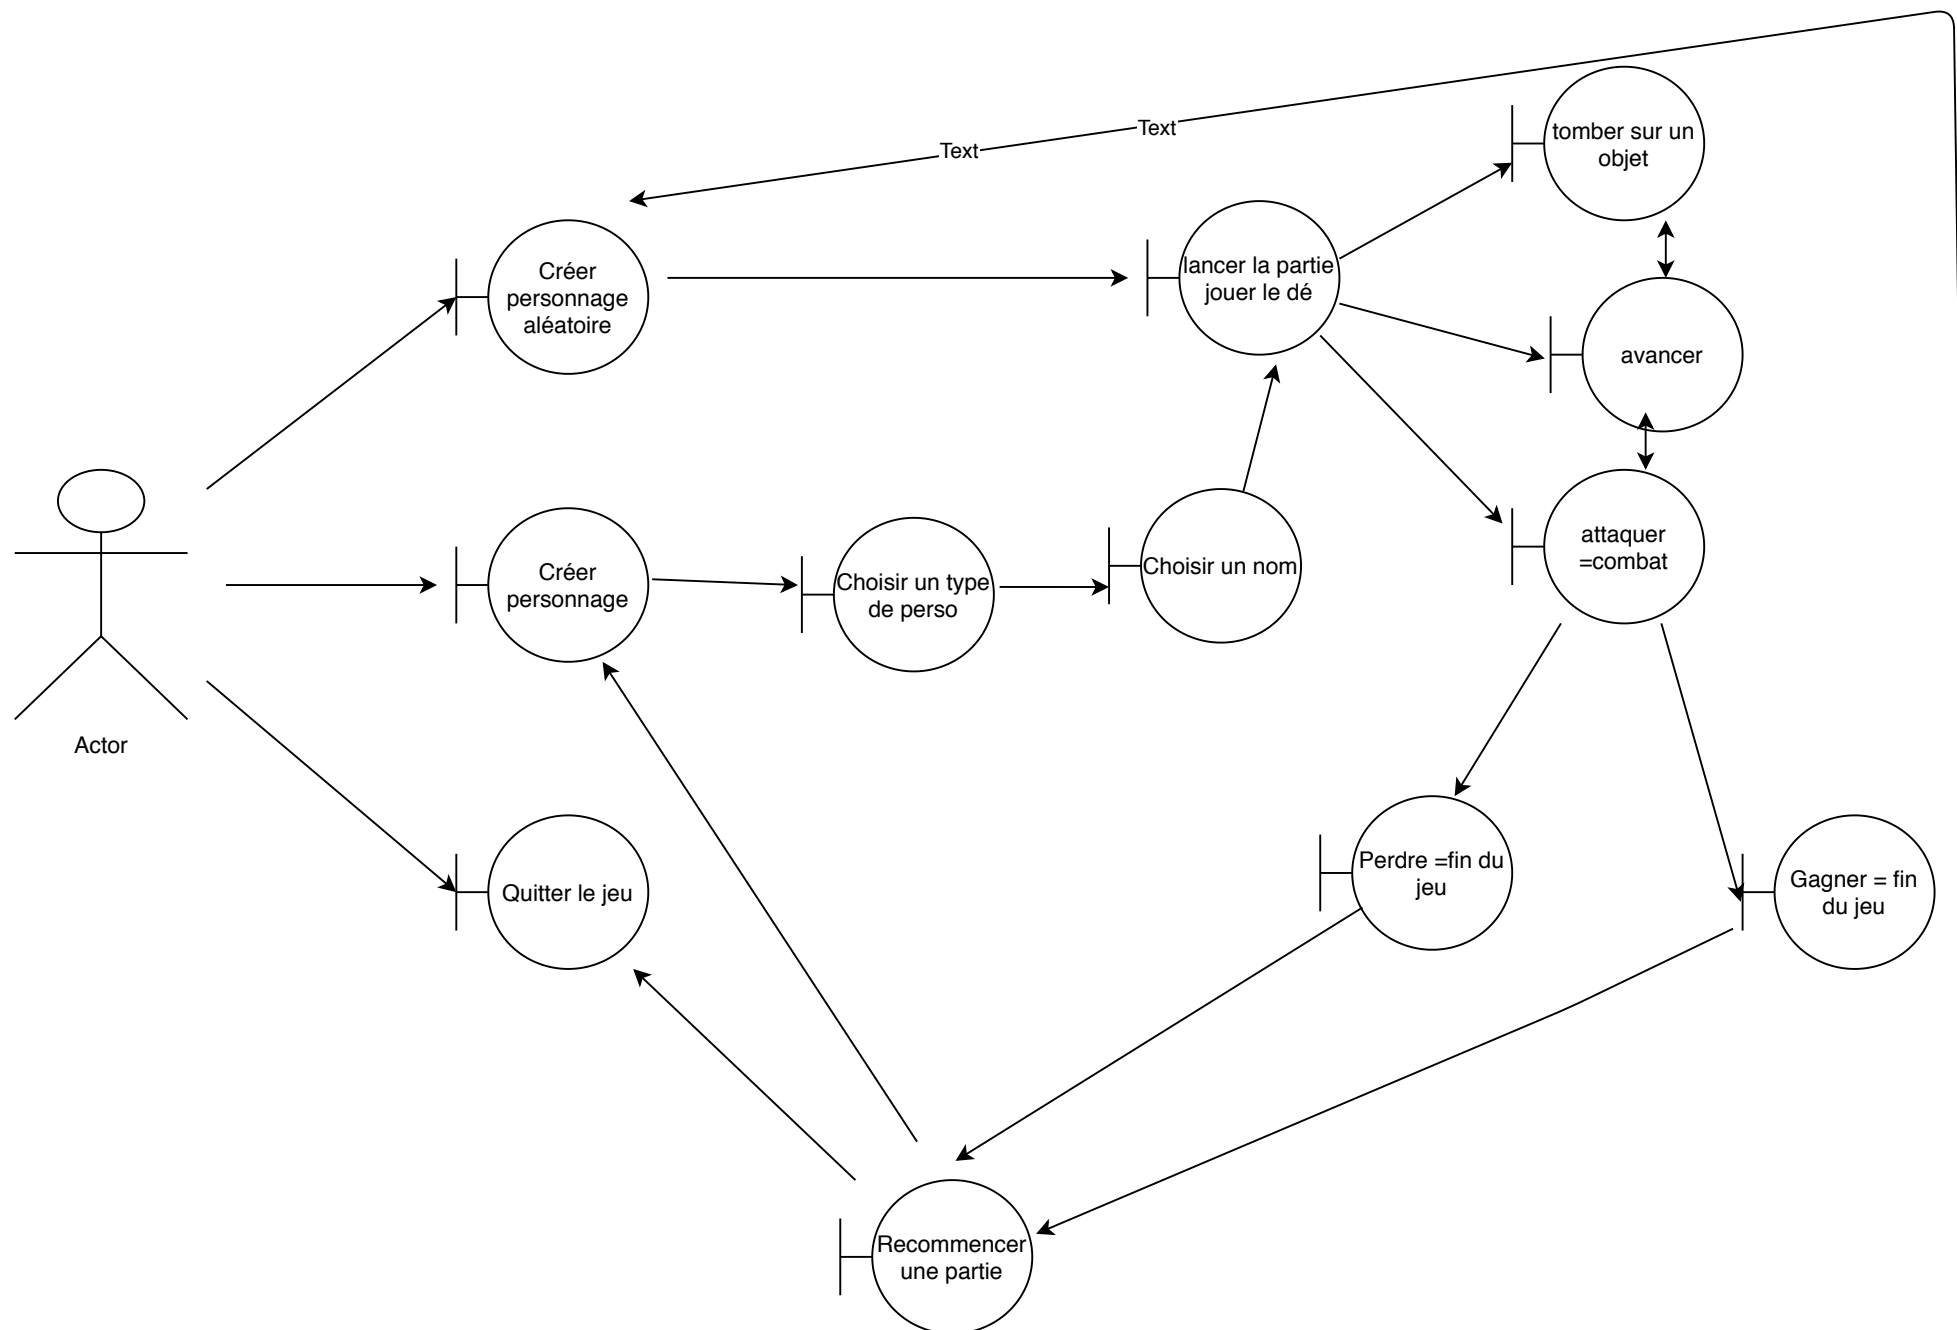 Text
Text
tomber sur un
objet
Créer
personnage
aléatoire
lancer la partie
jouer le dé
avancer
Créer
personnage
Choisir un type
de perso
Choisir un nom
attaquer
=combat
Actor
Quitter le jeu
Perdre =fin du
jeu
Gagner = fin
du jeu
Recommencer
une partie